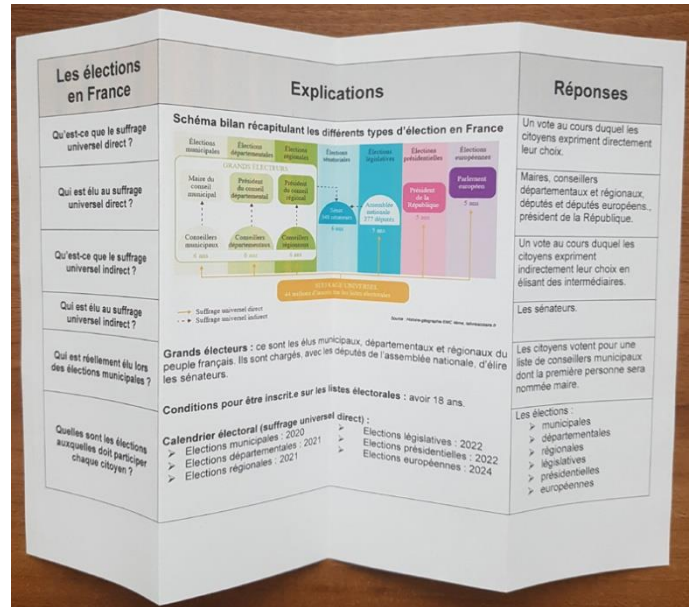 Les élections
en France
Explications
Réponses
Qu'est-ce que le suffrage
universel direct ?
Qui est élu au suffrage
universel direct ?
Qu'est-ce que le suffrage
universel indirect ?
Qui est élu au suffrage
universel indirect ?
Qui est réellement élu lors
des élections municipales ?
Quelles sont les élections
auxquelles doit participer
chaque citoyen ?
Schéma bilan récapitulant les différents types d'élection en France
Élections
municipales
Élections
départementales
Élections
régionales
Élections
sénatoriales
Élections
législatives
Élections
présidentielles
Élections
européennes
GRANDS ÉLECTEURS
Maire du
conseil
municipal
Président
du conseil
départemental
Président
du conseil
régional
Sénat
Assemblée
nationale
577 députés
Président
de la
République
Parlement
européen
Conseillers
municipaux
6 ans
Conseillers
départementaux
6 ans
Conseillers
régionaux
6 ans
6 ans
5 ans
5 ans
5 ans
SUFFRAGE UNIVERSEL
Suffrage universel direct
Suffrage universel indirect
Grands électeurs : ce sont les élus municipaux, départementaux et régionaux du
peuple français. Ils sont chargés, avec les députés de l'assemblée nationale, d'élire
les sénateurs.
Conditions pour être inscrit.e sur les listes électorales : avoir 18 ans.
Calendrier électoral (suffrage universel direct) :
➢ Elections municipales : 2020
➢ Elections départementales : 2021
➢ Elections régionales : 2021
➢ Elections législatives : 2022
➢ Elections présidentielles : 2022
➢ Elections européennes : 2024
Un vote au cours duquel les
citoyens expriment directement
leur choix.
Maires, conseillers
départementaux et régionaux,
députés et députés européens.,
président de la République.
Un vote au cours duquel les
citoyens expriment
indirectement leur choix en
élisant des intermédiaires.
Les sénateurs.
Les citoyens votent pour une
liste de conseillers municipaux
dont la première personne sera
nommée maire.
Les élections :
➢ municipales
➢ départementales
➢ régionales
➢ législatives
➢ présidentielles
➢ européennes